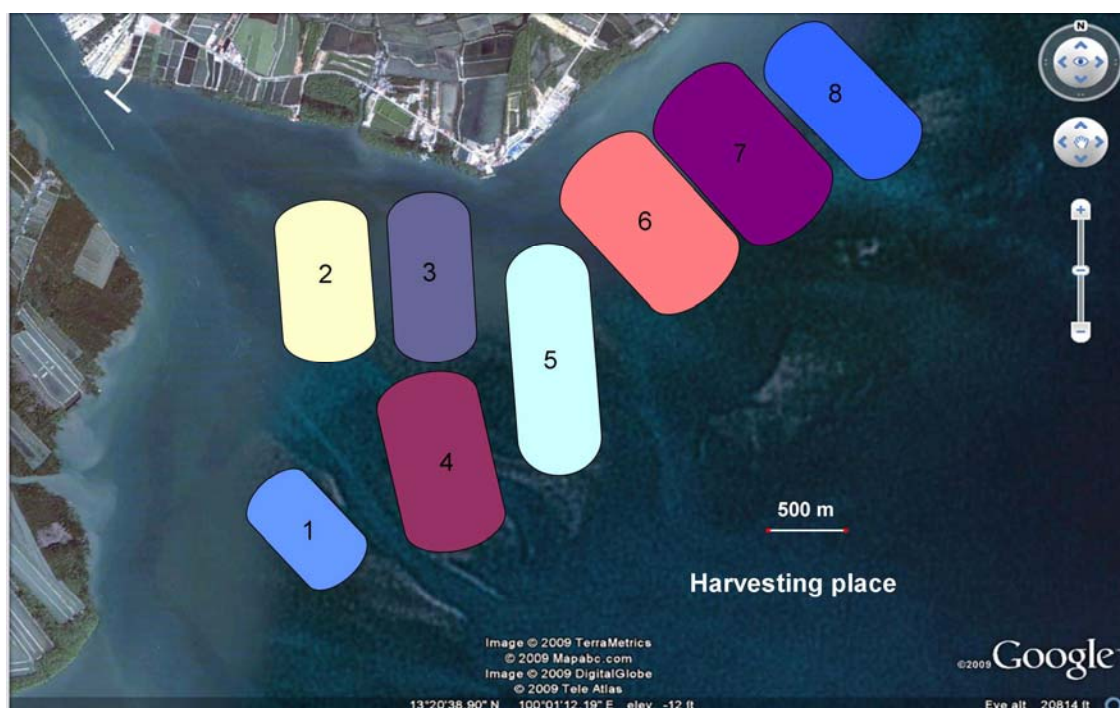 N
8
7
6
2
3
5
4
1
500 m
Harvesting place
Image © 2009 TerraMetrics
© 2009 Mapabc.com
Image © 2009 DigitalGlobe
© 2009 Tele Atlas
©2009 Google
13°20'38.90" N 100°01'12.19" E elev -12 ft
Eye alt 20814 ft